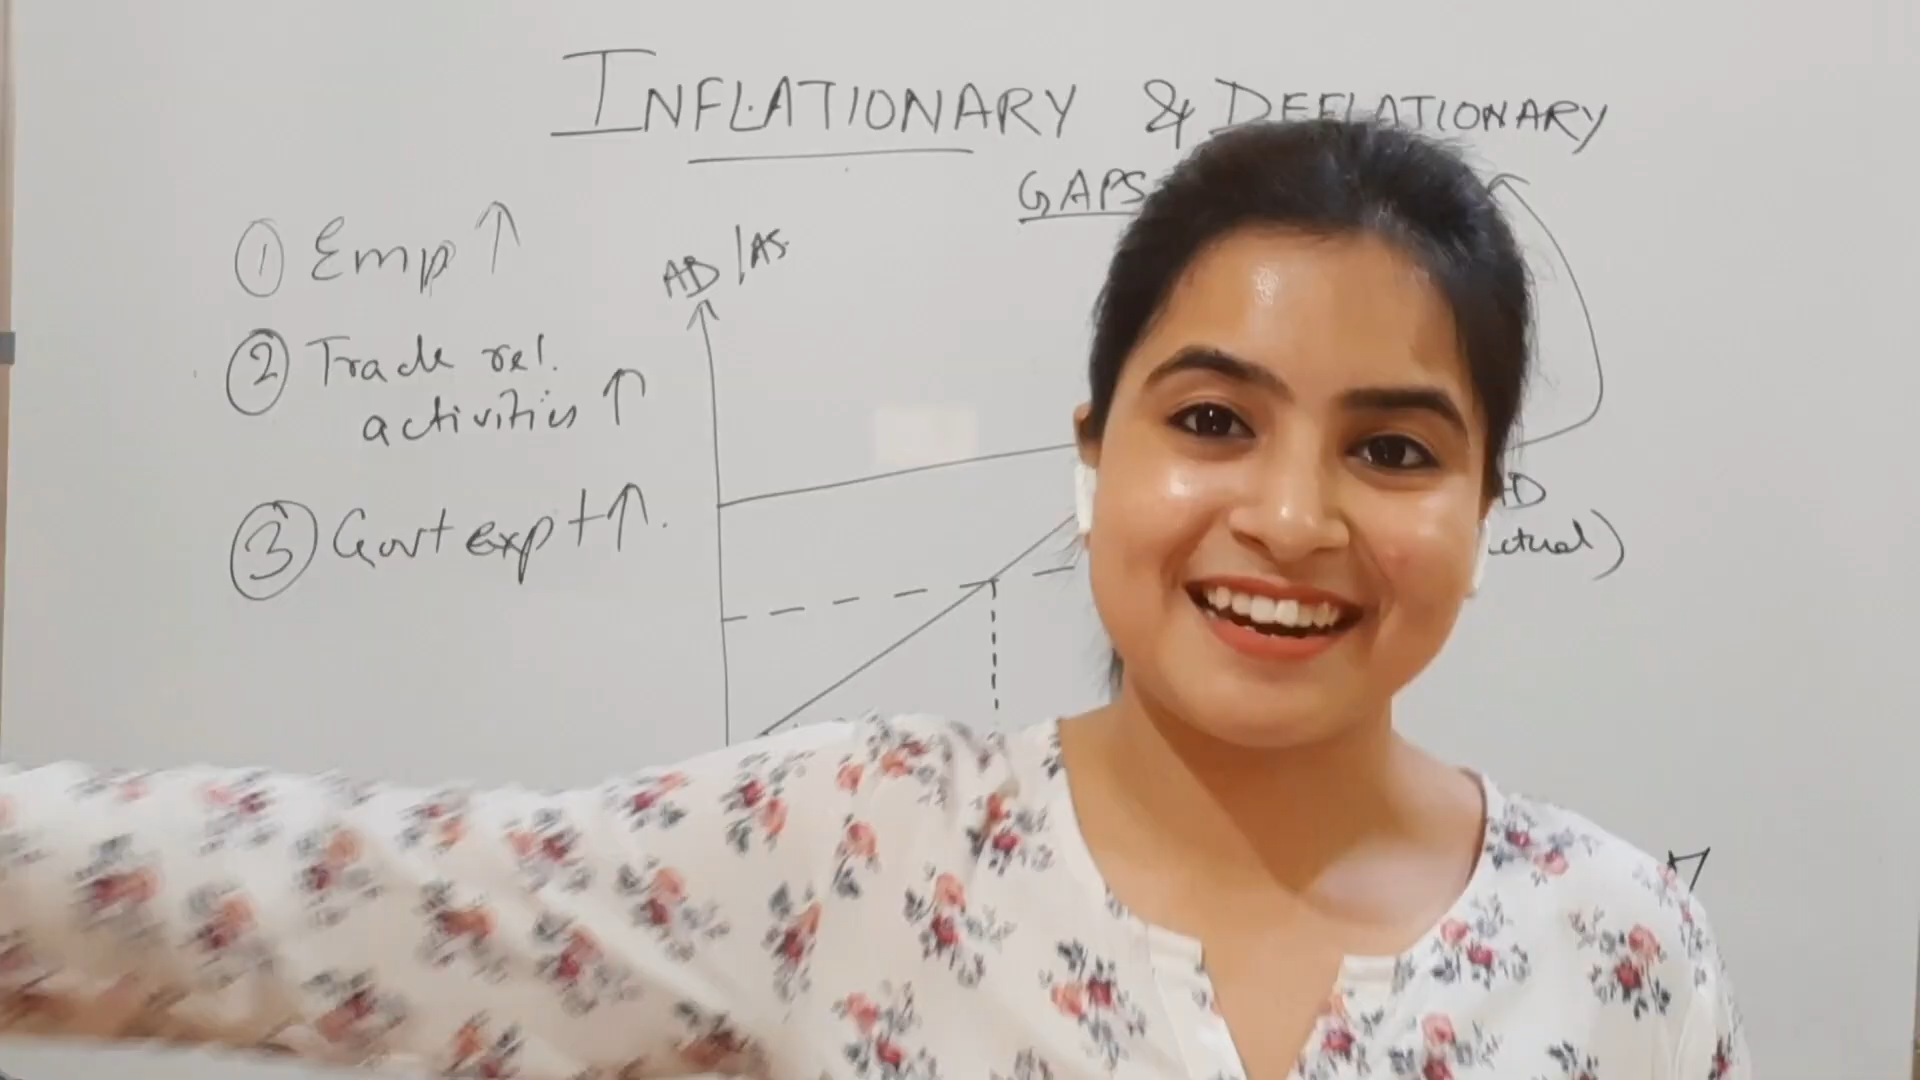 INFLATIONARY & DEFLATIONARY
GAPS
① Emp ↑
② Trade rel.
activities ↑
③ Govt exp ↑.
AD / AS